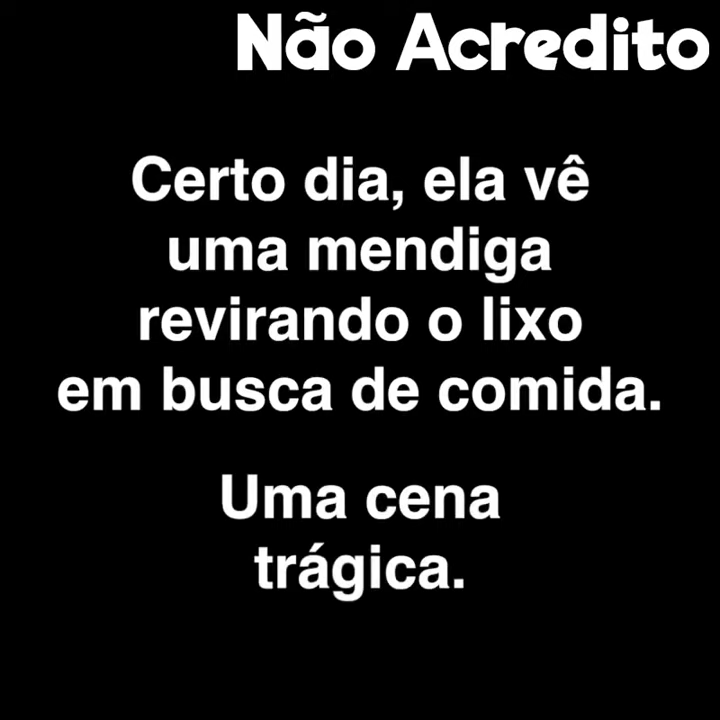 Não Acredito
Certo dia, ela vê
uma mendiga
revirando o lixo
em busca de comida.
Uma cena
trágica.